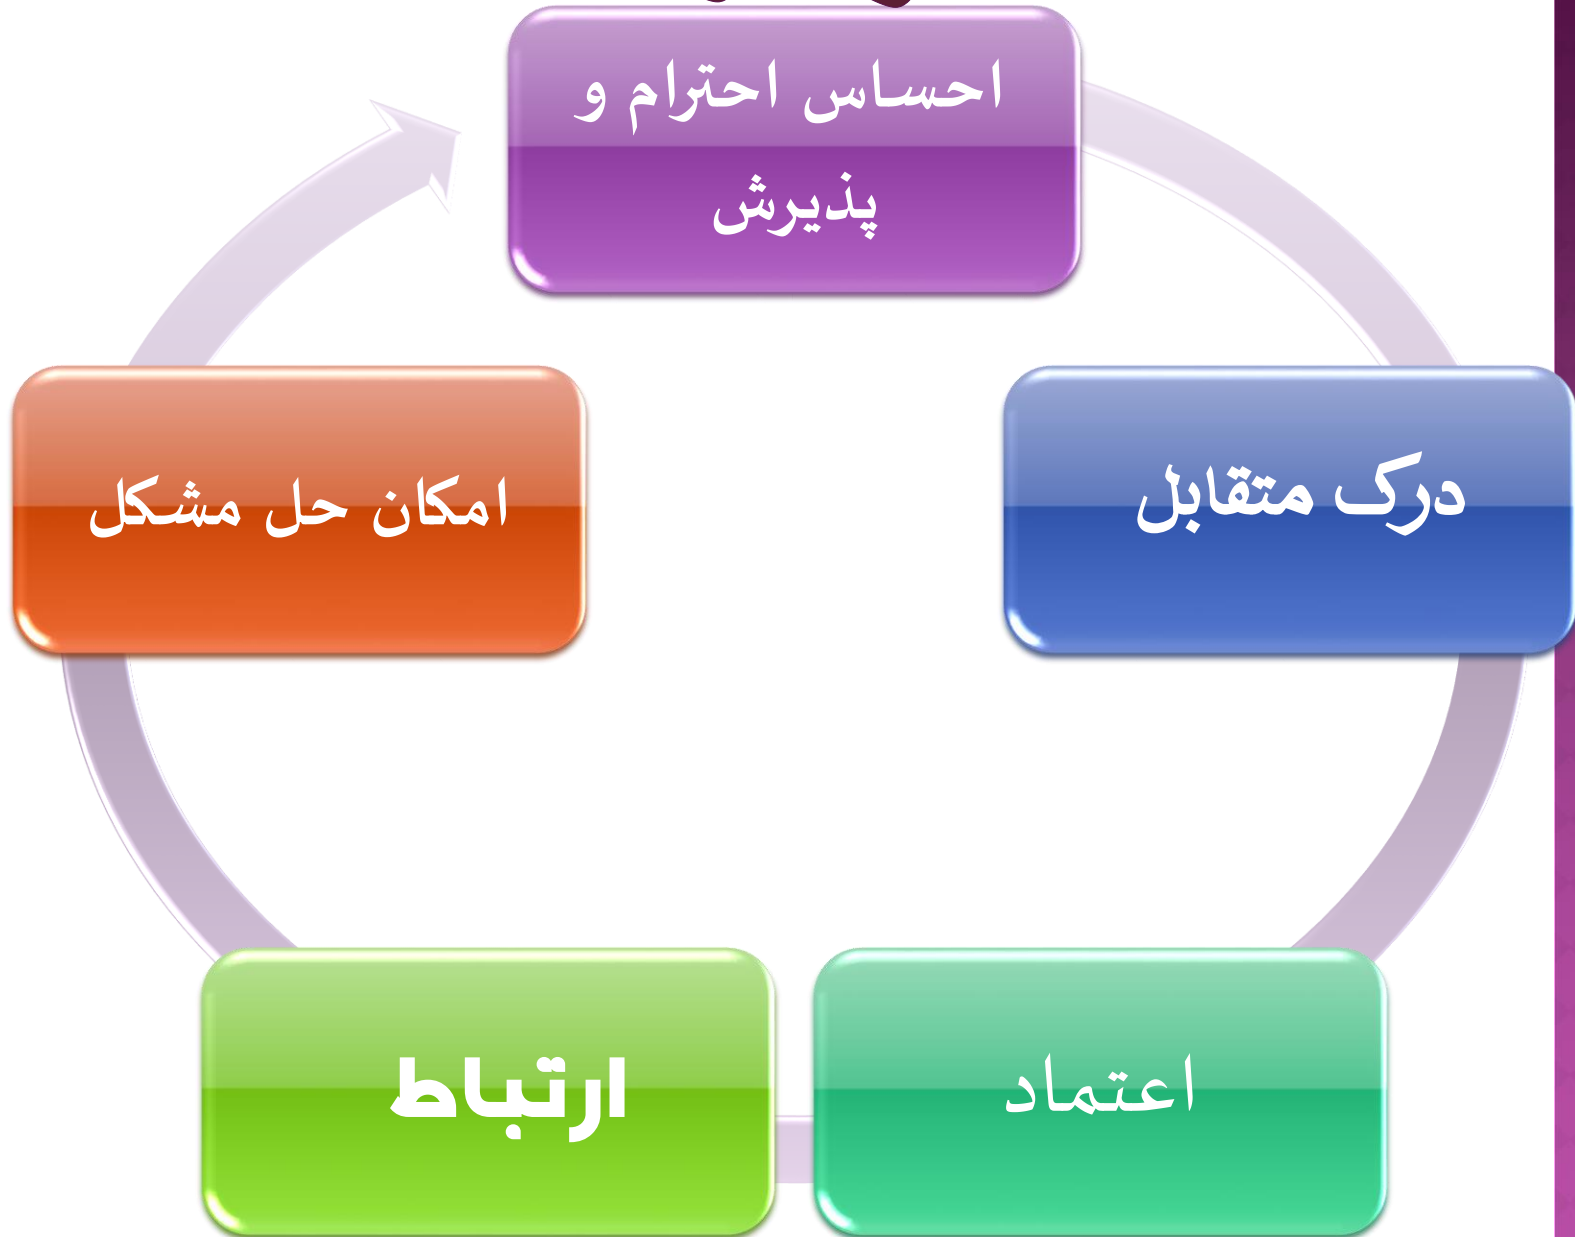 احساس احترام و
پذیرش
درک متقابل
اعتماد
ارتباط
امکان حل مشکل